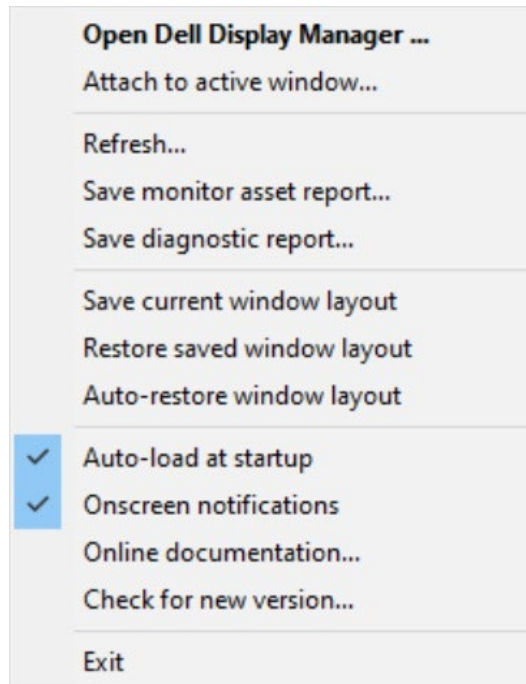 Open Dell Display Manager ...
Attach to active window...
Refresh...
Save monitor asset report...
Save diagnostic report...
Save current window layout
Restore saved window layout
Auto-restore window layout
Auto-load at startup
Onscreen notifications
Online documentation...
Check for new version...
Exit